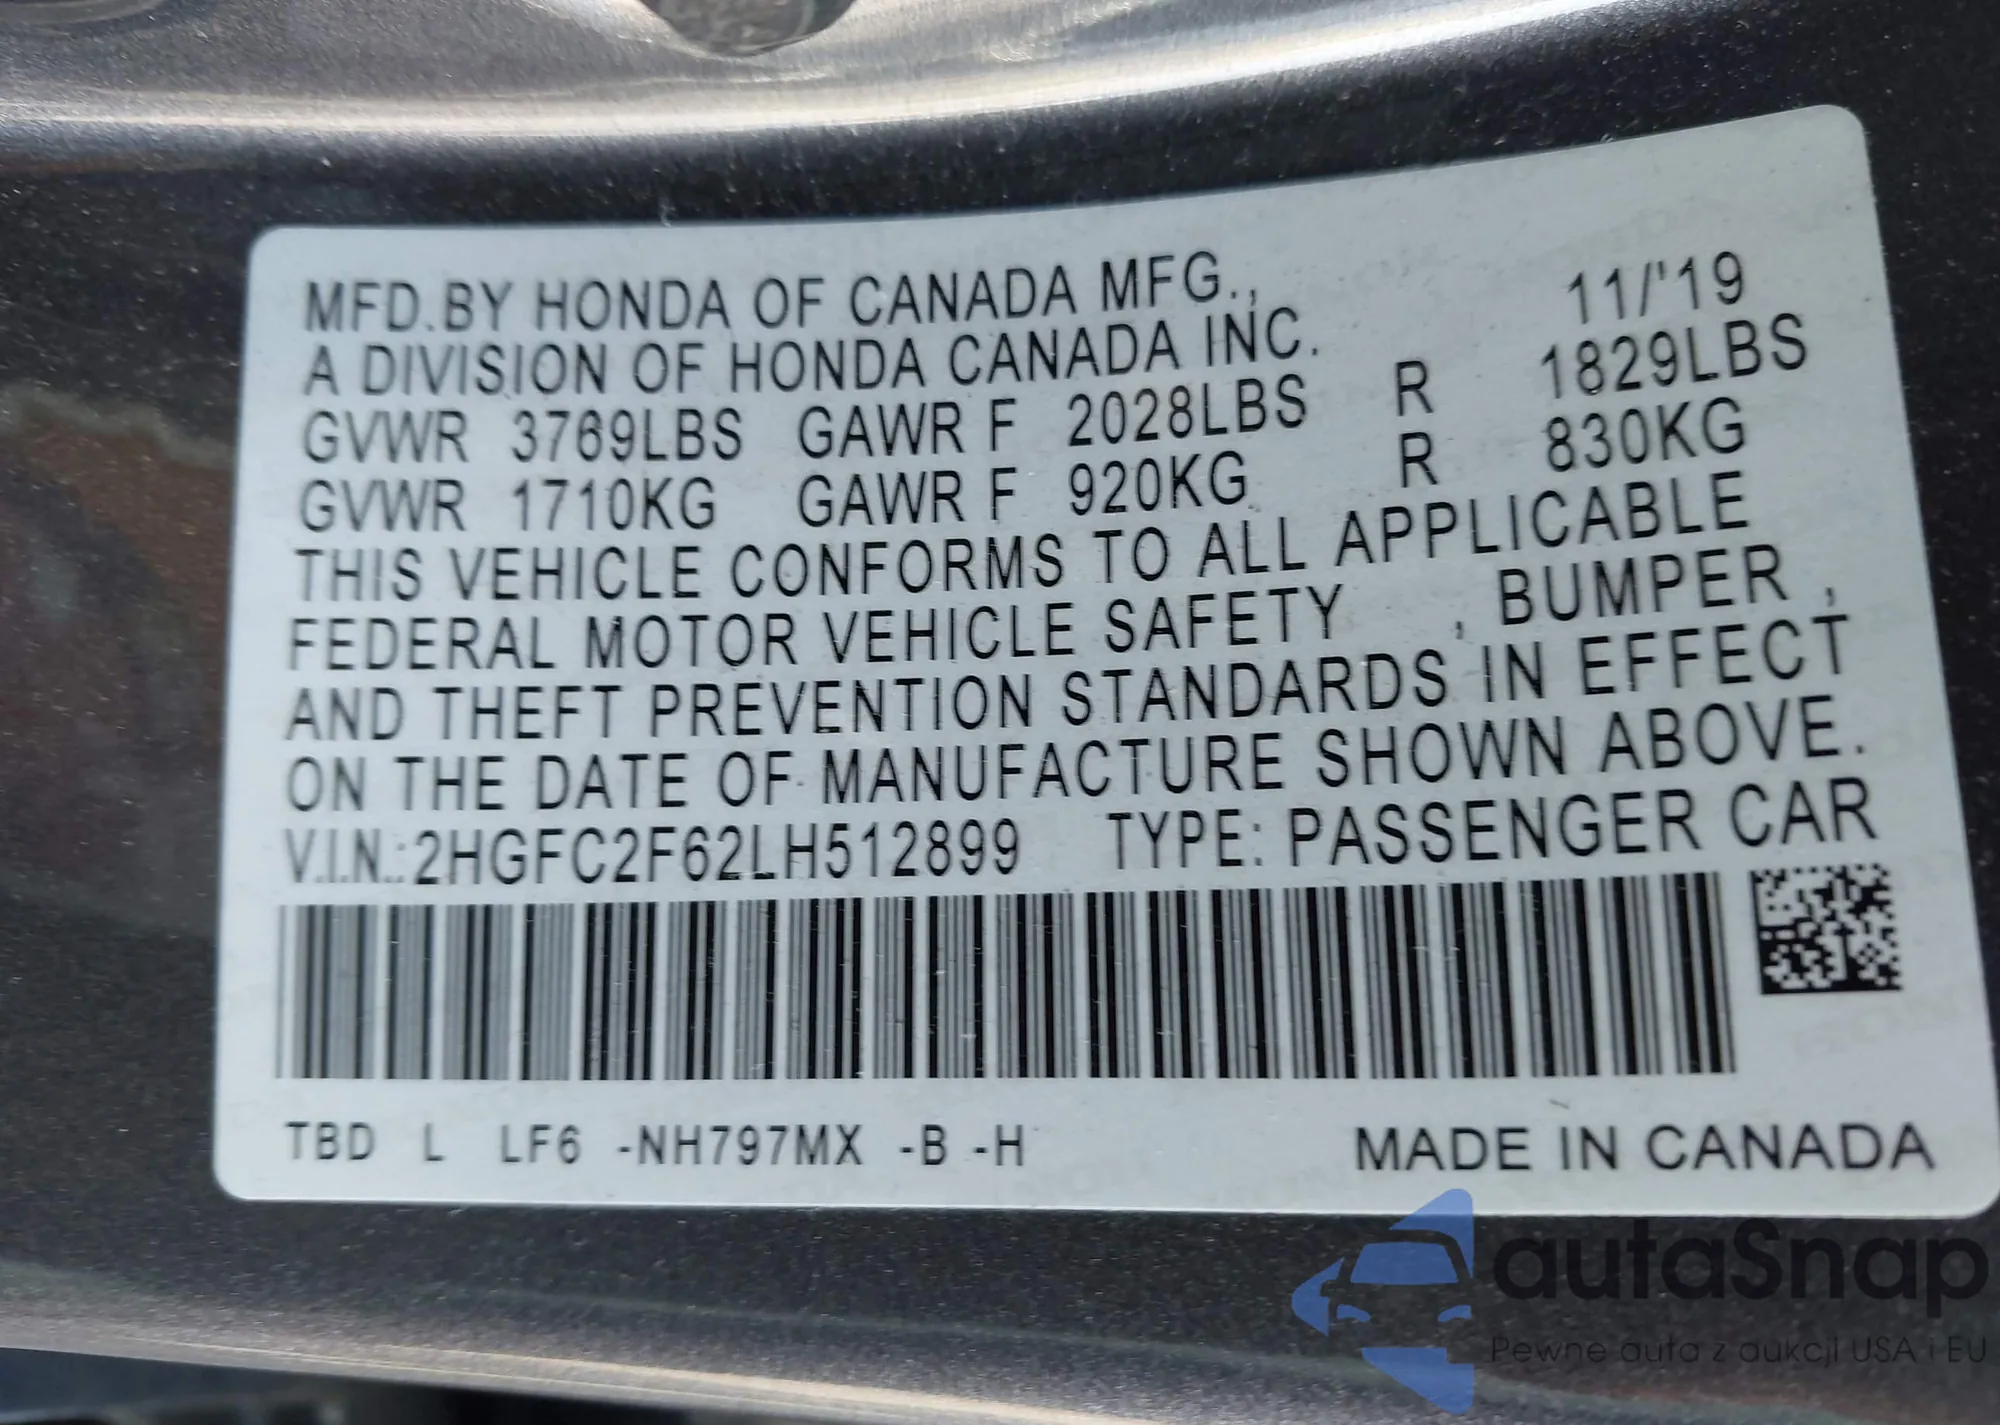 MFD.BY HONDA OF CANADA MFG., 11/'19
A DIVISION OF HONDA CANADA INC.
GVWR 3769LBS GAWR F 2028LBS R 1829LBS
GVWR 1710KG GAWR F 920KG R 830KG
THIS VEHICLE CONFORMS TO ALL APPLICABLE
FEDERAL MOTOR VEHICLE SAFETY , BUMPER ,
AND THEFT PREVENTION STANDARDS IN EFFECT
ON THE DATE OF MANUFACTURE SHOWN ABOVE.
V.I.N.:2HGFC2F62LH512899 TYPE: PASSENGER CAR
TBD L LF6 -NH797MX -B -H MADE IN CANADA
autaSnap
Pewne auta z aukcji USA i EU